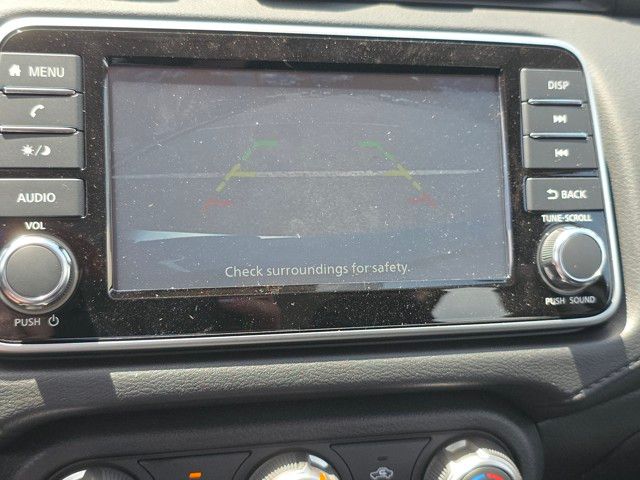 MENU
DISP
AUDIO
BACK
VOL
TUNE-SCROLL
Check surroundings for safety.
PUSH
PUSH SOUND